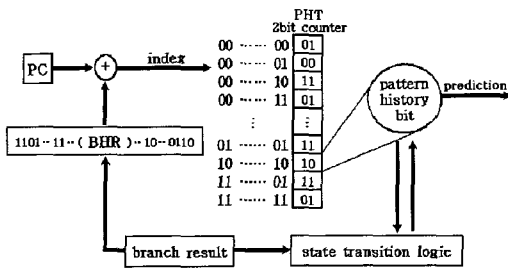 PHT
2bit counter
index
00 ······ 00 01
00 ······ 01 00
00 ······ 10 11
00 ······ 11 01
⋮ ⋮
01 ······ 01 11
10 ······ 10 10
11 ······ 01 11
11 ······ 11 01
PC
+
pattern
history
bit
prediction
1101··11··( BHR )··10··0110
branch result
state transition logic